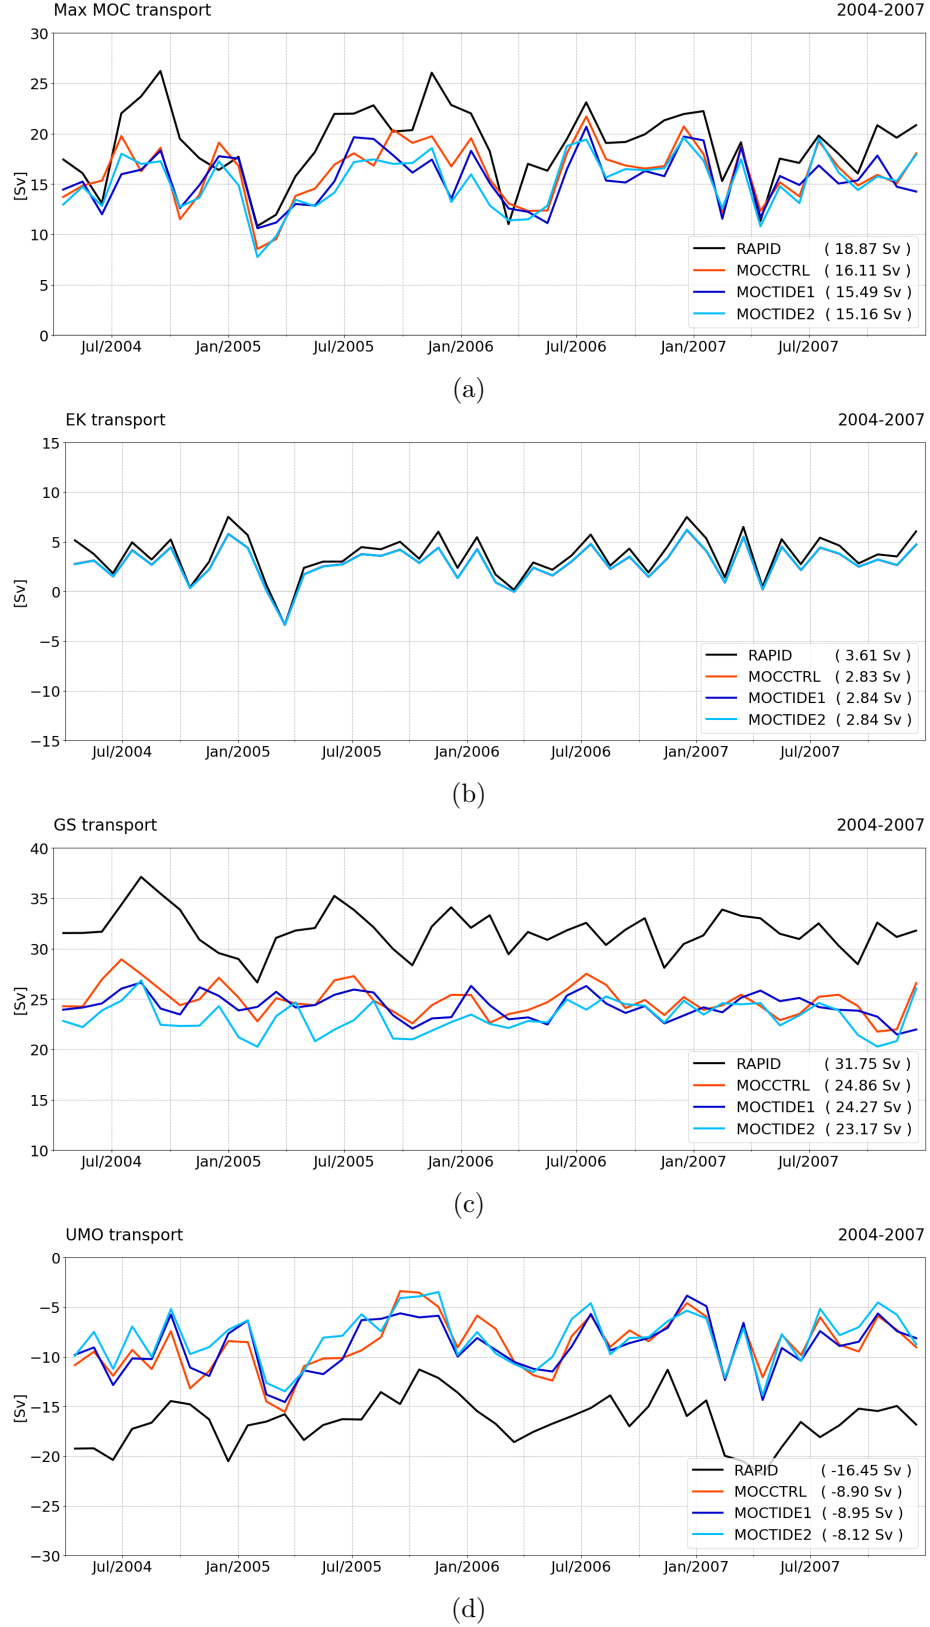 Max MOC transport 2004-2007
30
25
20
15
10
5
0
[Sv]
RAPID ( 18.87 Sv )
MOCCTRL ( 16.11 Sv )
MOCTIDE1 ( 15.49 Sv )
MOCTIDE2 ( 15.16 Sv )
Jul/2004 Jan/2005 Jul/2005 Jan/2006 Jul/2006 Jan/2007 Jul/2007
(a)
EK transport 2004-2007
15
10
5
0
−5
−10
−15
[Sv]
RAPID ( 3.61 Sv )
MOCCTRL ( 2.83 Sv )
MOCTIDE1 ( 2.84 Sv )
MOCTIDE2 ( 2.84 Sv )
Jul/2004 Jan/2005 Jul/2005 Jan/2006 Jul/2006 Jan/2007 Jul/2007
(b)
GS transport 2004-2007
40
35
30
25
20
15
10
[Sv]
RAPID ( 31.75 Sv )
MOCCTRL ( 24.86 Sv )
MOCTIDE1 ( 24.27 Sv )
MOCTIDE2 ( 23.17 Sv )
Jul/2004 Jan/2005 Jul/2005 Jan/2006 Jul/2006 Jan/2007 Jul/2007
(c)
UMO transport 2004-2007
0
−5
−10
−15
−20
−25
−30
[Sv]
RAPID ( -16.45 Sv )
MOCCTRL ( -8.90 Sv )
MOCTIDE1 ( -8.95 Sv )
MOCTIDE2 ( -8.12 Sv )
Jul/2004 Jan/2005 Jul/2005 Jan/2006 Jul/2006 Jan/2007 Jul/2007
(d)